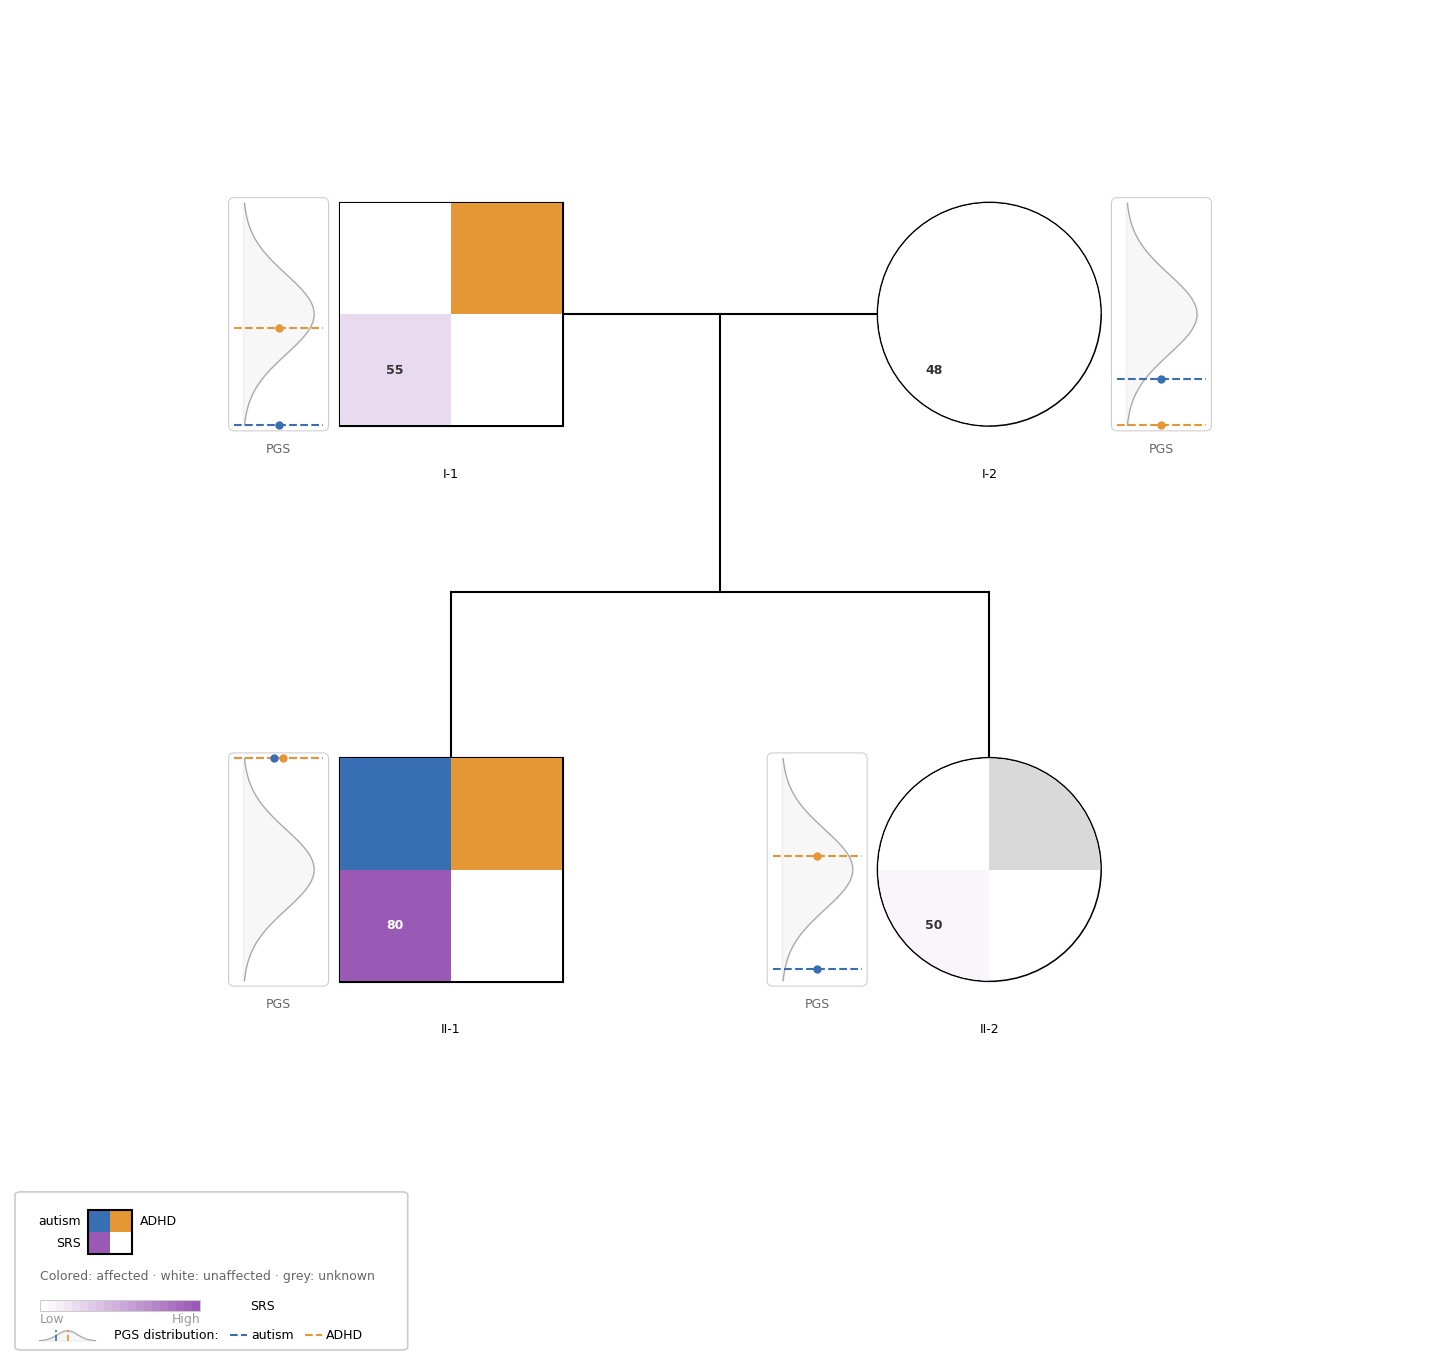 55
48
PGS
PGS
I-1
I-2
80
50
PGS
PGS
II-1
II-2
autism
ADHD
SRS
Colored: affected · white: unaffected · grey: unknown
SRS
Low
High
PGS distribution:
autism
ADHD